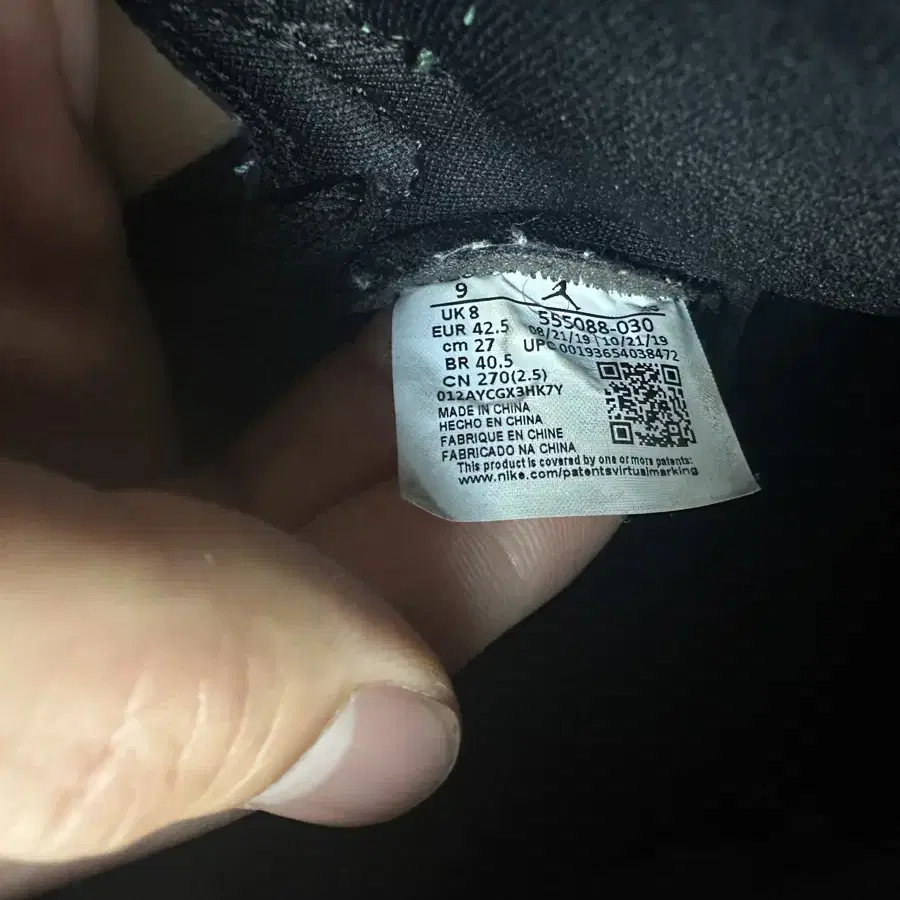 9
UK 8
EUR 42.5
cm 27
BR 40.5
CN 270(2.5)
012AYCGX3HK7Y
555088-030
08/21/19 10/21/19
UPC 00193654038472
MADE IN CHINA
HECHO EN CHINA
FABRIQUE EN CHINE
FABRICADO NA CHINA
This product is covered by one or more patents:
www.nike.com/patentsvirtualmarking